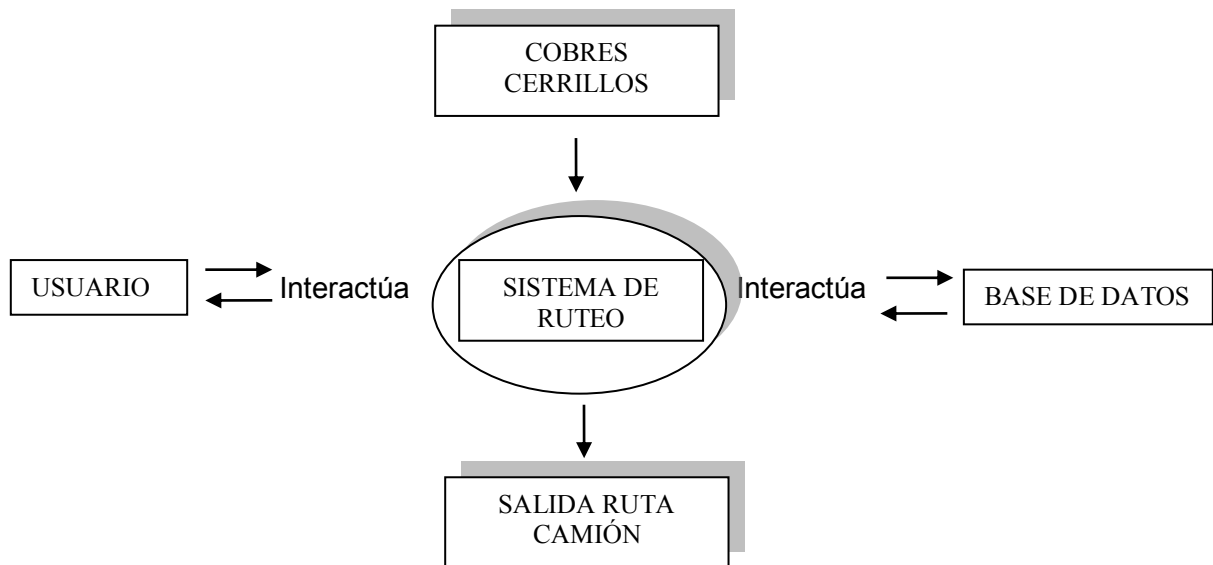 COBRES
CERRILLOS
USUARIO
Interactúa
SISTEMA DE
RUTEO
Interactúa
BASE DE DATOS
SALIDA RUTA
CAMIÓN